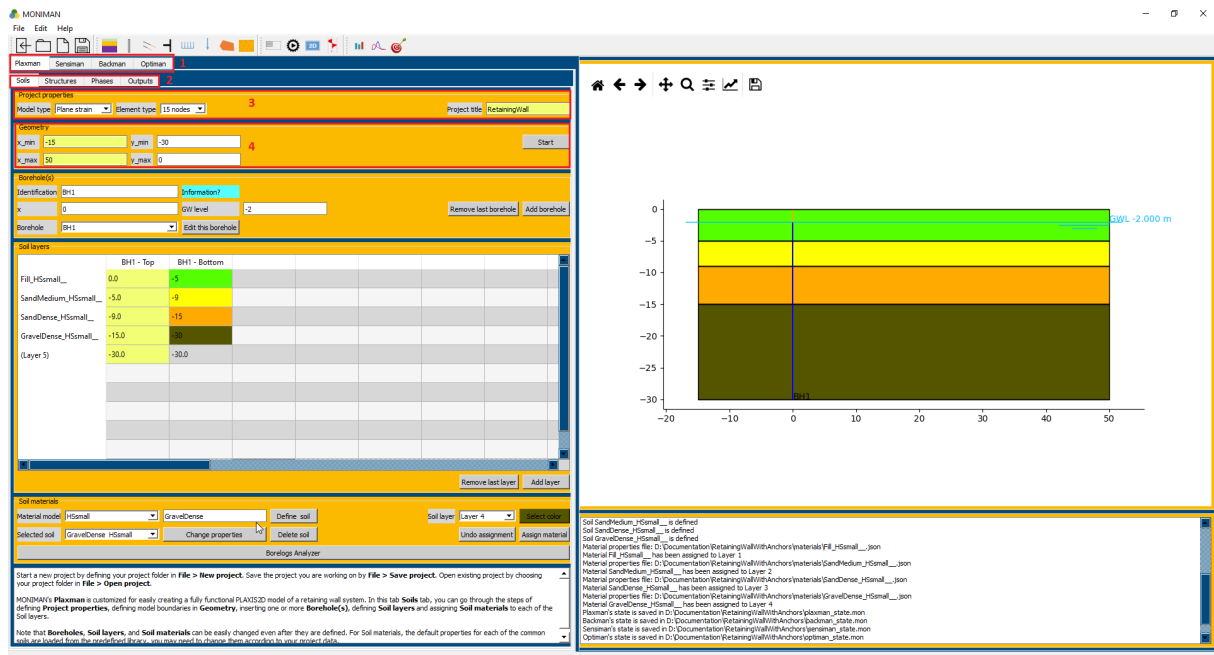 MONIMAN
File Edit Help
2D
Plaxman Sensiman Backman Optiman 1
Soils Structures Phases Outputs 2
Project properties
Model type Plane strain Element type 15 nodes 3 Project title RetainingWall
Geometry
x_min -15 y_min -30 4 Start
x_max 50 y_max 0
Borehole(s)
Identification BH1 Information?
x 0 GW level -2 Remove last borehole Add borehole
Borehole BH1 Edit this borehole
Soil layers
BH1 - Top BH1 - Bottom
Fill_HSsmall__ 0.0 -5
SandMedium_HSsmall__ -5.0 -9
SandDense_HSsmall__ -9.0 -15
GravelDense_HSsmall__ -15.0 -30
(Layer 5) -30.0 -30.0
Remove last layer Add layer
Soil materials
Material model HSsmall GravelDense Define soil Soil layer Layer 4 Select color
Selected soil GravelDense HSsmall Change properties Delete soil Undo assignment Assign material
Borelogs Analyzer
Start a new project by defining your project folder in File > New project. Save the project you are working on by File > Save project. Open existing project by choosing
your project folder in File > Open project.
MONIMAN's Plaxman is customized for easily creating a fully functional PLAXIS2D model of a retaining wall system. In this tab Soils tab, you can go through the steps of
defining Project properties, defining model boundaries in Geometry, inserting one or more Borehole(s), defining Soil layers and assigning Soil materials to each of the
Soil layers.
Note that Boreholes, Soil layers, and Soil materials can be easily changed even after they are defined. For Soil materials, the default properties for each of the common
soils are loaded from the predefined library, you may need to change them according to your project data.
0
GWL -2.000 m
−5
−10
−15
−20
−25
−30
BH1
−20 −10 0 10 20 30 40 50
Soil SandMedium_HSsmall__ is defined
Soil SandDense_HSsmall__ is defined
Soil GravelDense_HSsmall__ is defined
Material properties file: D:\Documentation\RetainingWallWithAnchors\materials\Fill_HSsmall__.json
Material Fill_HSsmall__ has been assigned to Layer 1
Material properties file: D:\Documentation\RetainingWallWithAnchors\materials\SandMedium_HSsmall__.json
Material SandMedium_HSsmall__ has been assigned to Layer 2
Material properties file: D:\Documentation\RetainingWallWithAnchors\materials\SandDense_HSsmall__.json
Material SandDense_HSsmall__ has been assigned to Layer 3
Material properties file: D:\Documentation\RetainingWallWithAnchors\materials\GravelDense_HSsmall__.json
Material GravelDense_HSsmall__ has been assigned to Layer 4
Plaxman's state is saved in D:\Documentation\RetainingWallWithAnchors\plaxman_state.mon
Backman's state is saved in D:\Documentation\RetainingWallWithAnchors\backman_state.mon
Sensiman's state is saved in D:\Documentation\RetainingWallWithAnchors\sensiman_state.mon
Optiman's state is saved in D:\Documentation\RetainingWallWithAnchors\optiman_state.mon